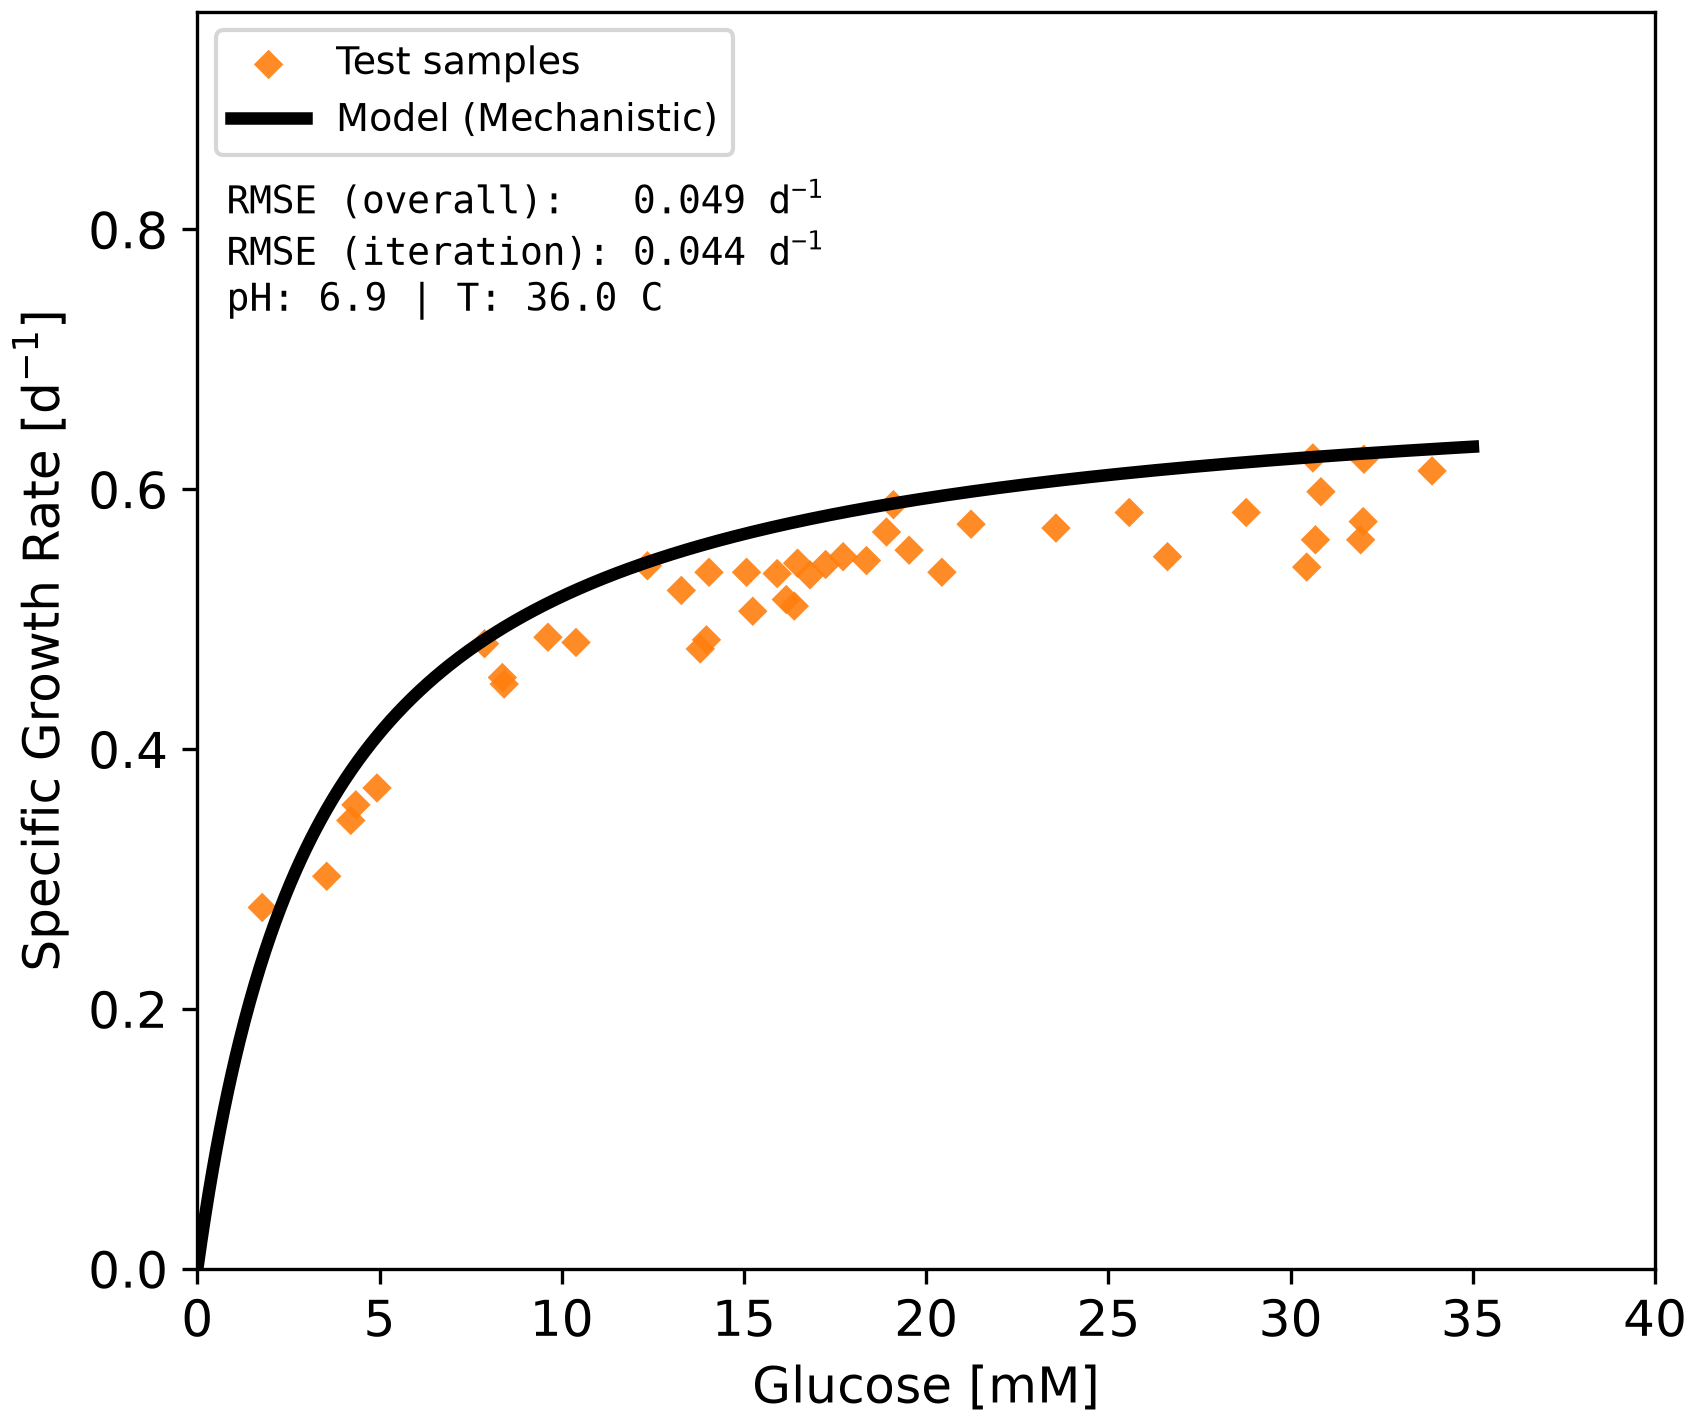 Test samples
Model (Mechanistic)
RMSE (overall):   0.049 d⁻¹
RMSE (iteration): 0.044 d⁻¹
pH: 6.9 | T: 36.0 C
Specific Growth Rate [d⁻¹]
0.8
0.6
0.4
0.2
0.0
0 5 10 15 20 25 30 35 40
Glucose [mM]